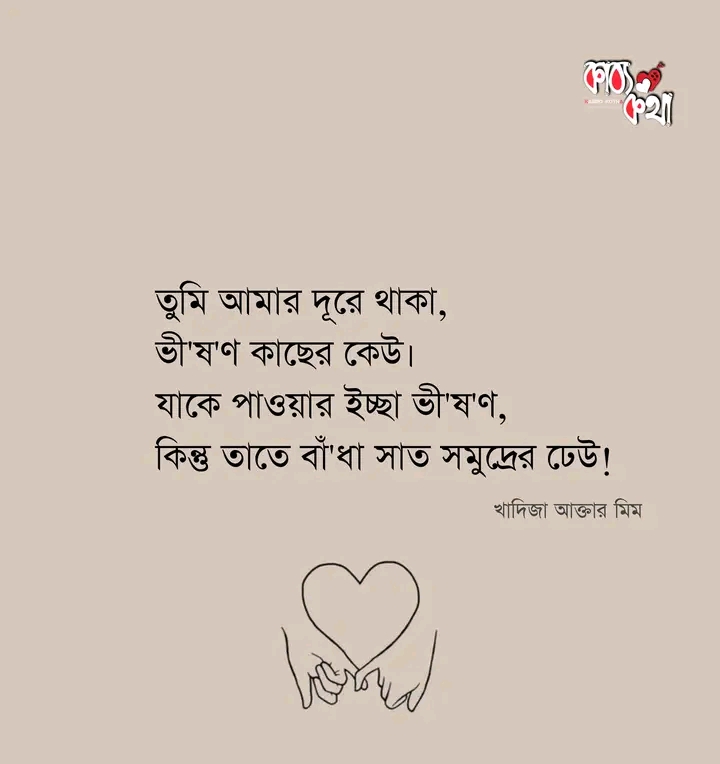 কাব্য
কথা
তুমি আমার দূরে থাকা,
ভী'ষ'ণ কাছের কেউ।
যাকে পাওয়ার ইচ্ছা ভী'ষ'ণ,
কিন্তু তাতে বাঁ'ধা সাত সমুদ্রের ঢেউ!
খাদিজা আক্তার মিম